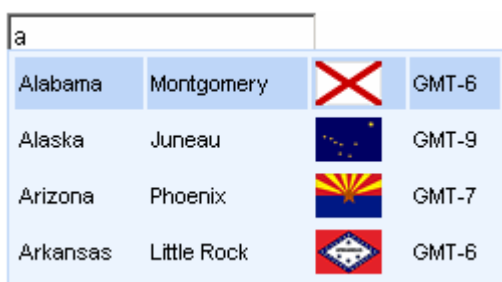 a
Alabama Montgomery GMT-6
Alaska Juneau GMT-9
Arizona Phoenix GMT-7
Arkansas Little Rock GMT-6